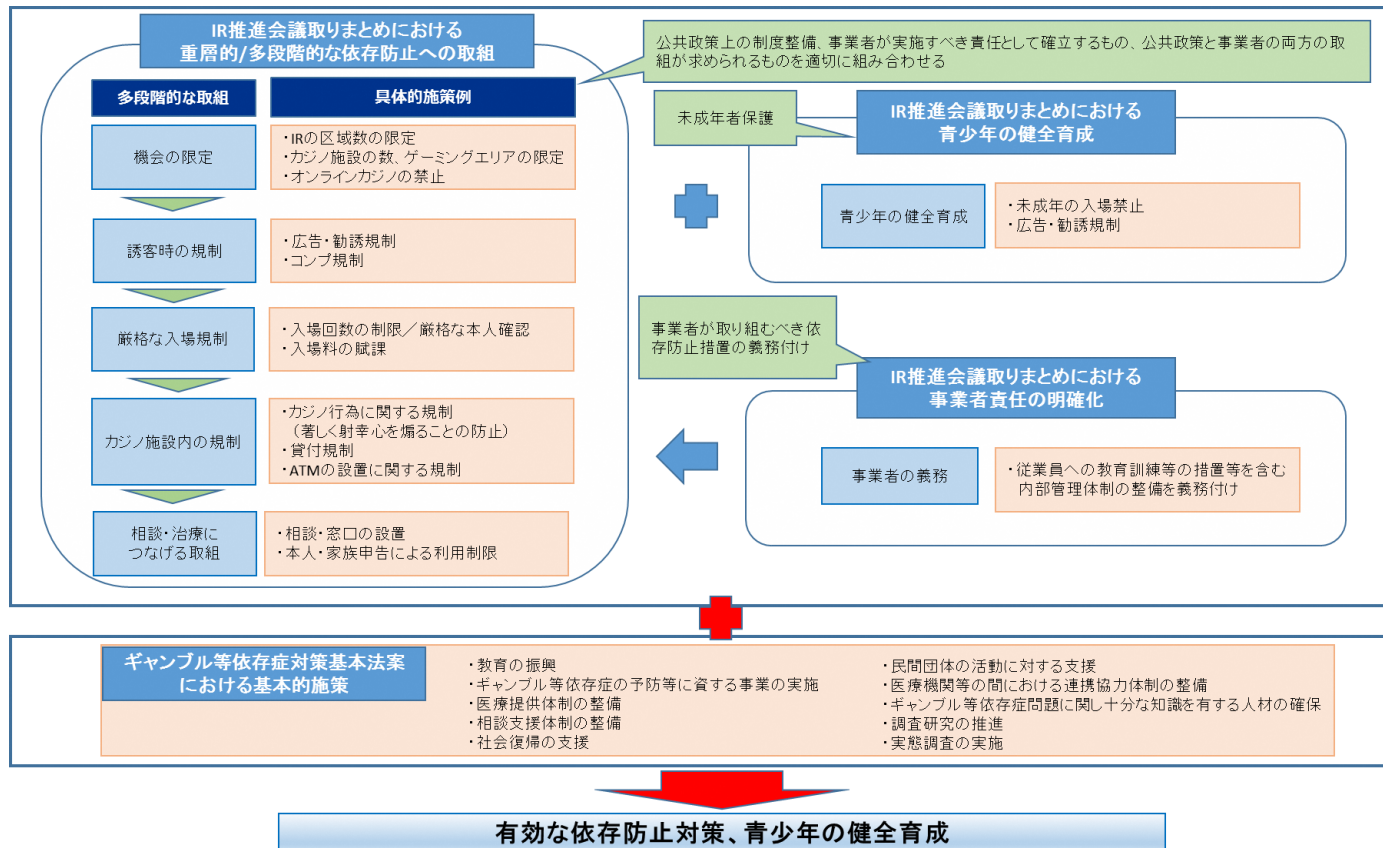 IR推進会議取りまとめにおける
重層的/多段階的な依存防止への取組
公共政策上の制度整備、事業者が実施すべき責任として確立するもの、公共政策と事業者の両方の取
組が求められるものを適切に組み合わせる
多段階的な取組
具体的施策例
機会の限定
・IRの区域数の限定
・カジノ施設の数、ゲーミングエリアの限定
・オンラインカジノの禁止
誘客時の規制
・広告・勧誘規制
・コンプ規制
厳格な入場規制
・入場回数の制限／厳格な本人確認
・入場料の賦課
カジノ施設内の規制
・カジノ行為に関する規制
（著しく射幸心を煽ることの防止）
・貸付規制
・ATMの設置に関する規制
相談・治療に
つなげる取組
・相談・窓口の設置
・本人・家族申告による利用制限
未成年者保護
IR推進会議取りまとめにおける
青少年の健全育成
青少年の健全育成
・未成年の入場禁止
・広告・勧誘規制
事業者が取り組むべき依
存防止措置の義務付け
IR推進会議取りまとめにおける
事業者責任の明確化
事業者の義務
・従業員への教育訓練等の措置等を含む
内部管理体制の整備を義務付け
ギャンブル等依存症対策基本法案
における基本的施策
・教育の振興
・ギャンブル等依存症の予防等に資する事業の実施
・医療提供体制の整備
・相談支援体制の整備
・社会復帰の支援
・民間団体の活動に対する支援
・医療機関等の間における連携協力体制の整備
・ギャンブル等依存症問題に関し十分な知識を有する人材の確保
・調査研究の推進
・実態調査の実施
有効な依存防止対策、青少年の健全育成